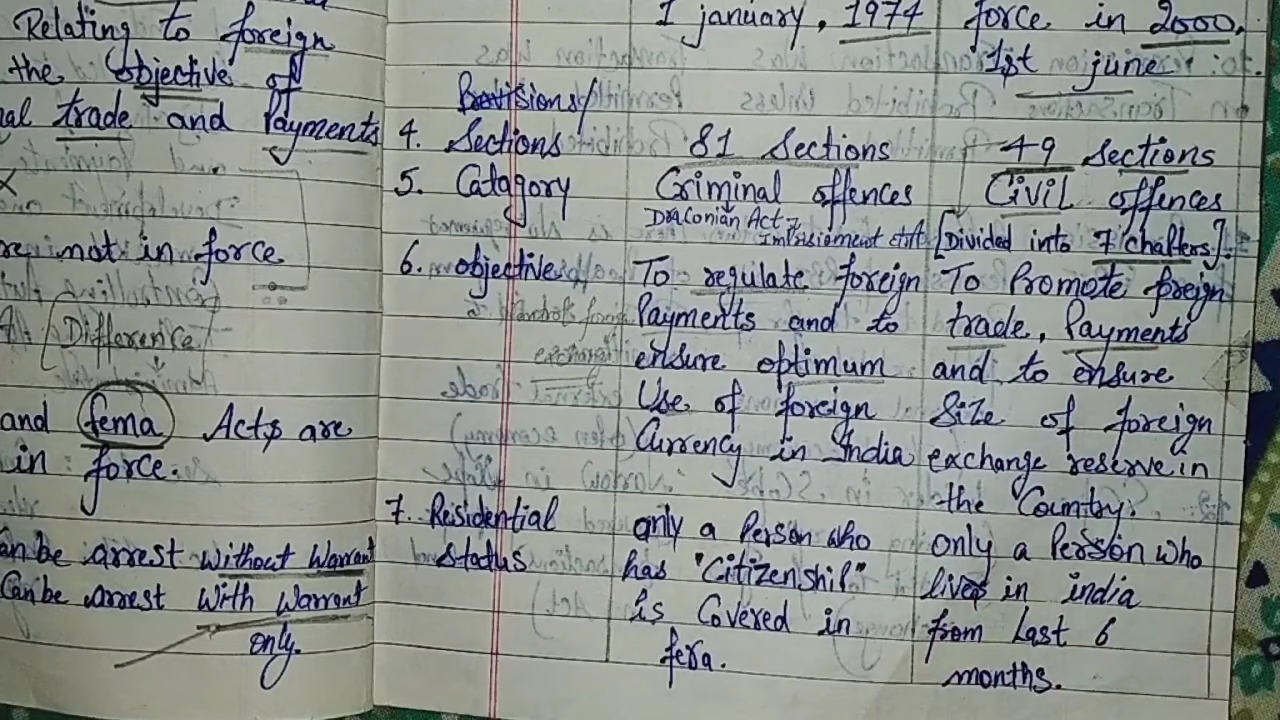 Relating to foreign
the objective of
al trade and Payments
re not in force
Difference
and fema Acts are
in force.
an be arrest without warrant
Can be arrest with warrant
only.
1 january, 1974 force in 2000.
1st june
Provisions/
4. Sections 81 Sections 49 Sections
5. Catagory Criminal offences Civil offences
Draconian Act
[Divided into 7 chapters].
6. objective To regulate foreign To Promote foreign
Payments and to trade, Payments
ensure optimum and to ensure
Use of foreign Size of foreign
Currency in India exchange reserve in
the Country.
7. Residential only a Person who only a Person who
status has "Citizenship" lives in india
is Covered in from last 6
fera. months.